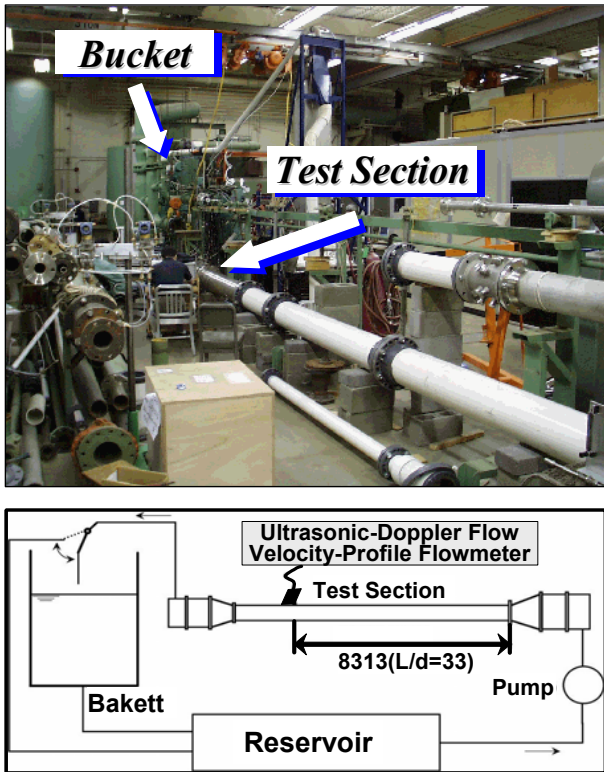 Bucket
Test Section
Ultrasonic-Doppler Flow
Velocity-Profile Flowmeter
Test Section
8313(L/d=33)
Pump
Bakett
Reservoir